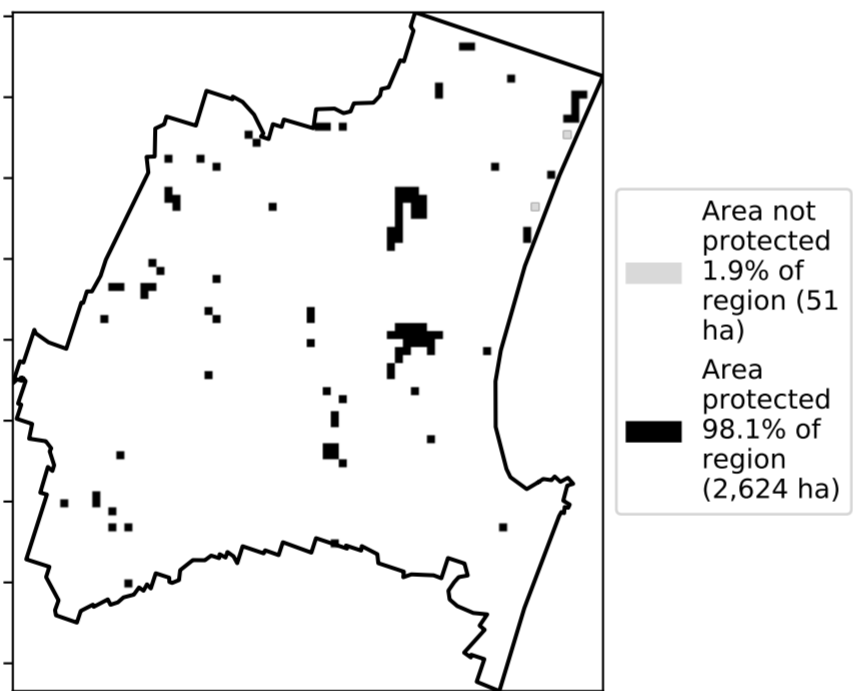 Area not
protected
1.9% of
region (51
ha)
Area
protected
98.1% of
region
(2,624 ha)